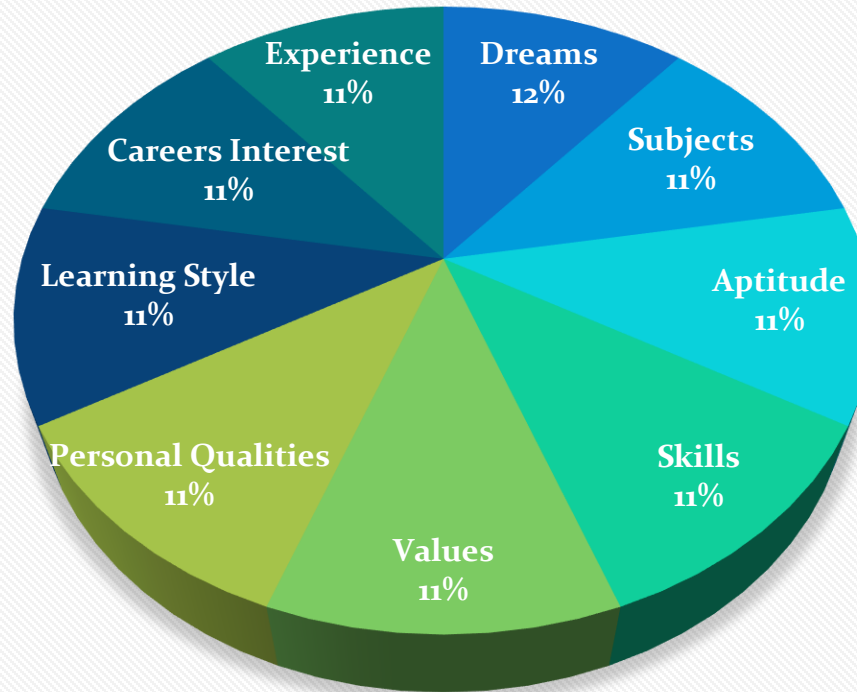 Experience
11%
Dreams
12%
Subjects
11%
Careers Interest
11%
Aptitude
11%
Learning Style
11%
Skills
11%
Personal Qualities
11%
Values
11%